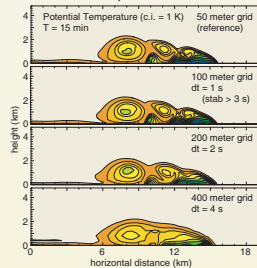 Potential Temperature (c.i. = 1 K)
T = 15 min
50 meter grid
(reference)
4
2
0
100 meter grid
dt = 1 s
(stab > 3 s)
4
2
0
height (km)
200 meter grid
dt = 2 s
4
2
0
400 meter grid
dt = 4 s
4
2
0
0 6 12 18
horizontal distance (km)